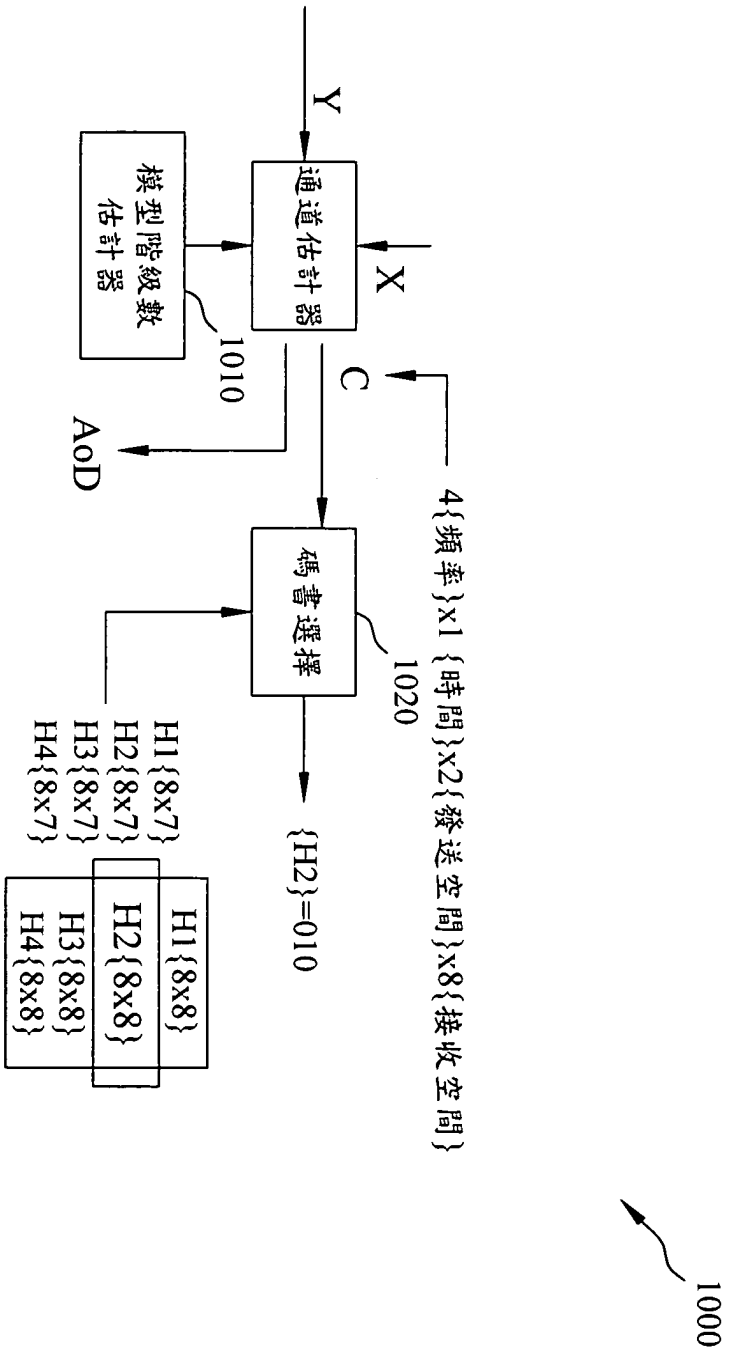 1000
4{頻率}x1 {時間}x2{發送空間}x8{接收空間}
X
C
Y
通道估計器
碼書選擇
1020
{H2}=010
模型階級數
估計器
1010
AoD
H1{8x7}
H2{8x7}
H3{8x7}
H4{8x7}
H1{8x8}
H2{8x8}
H3{8x8}
H4{8x8}